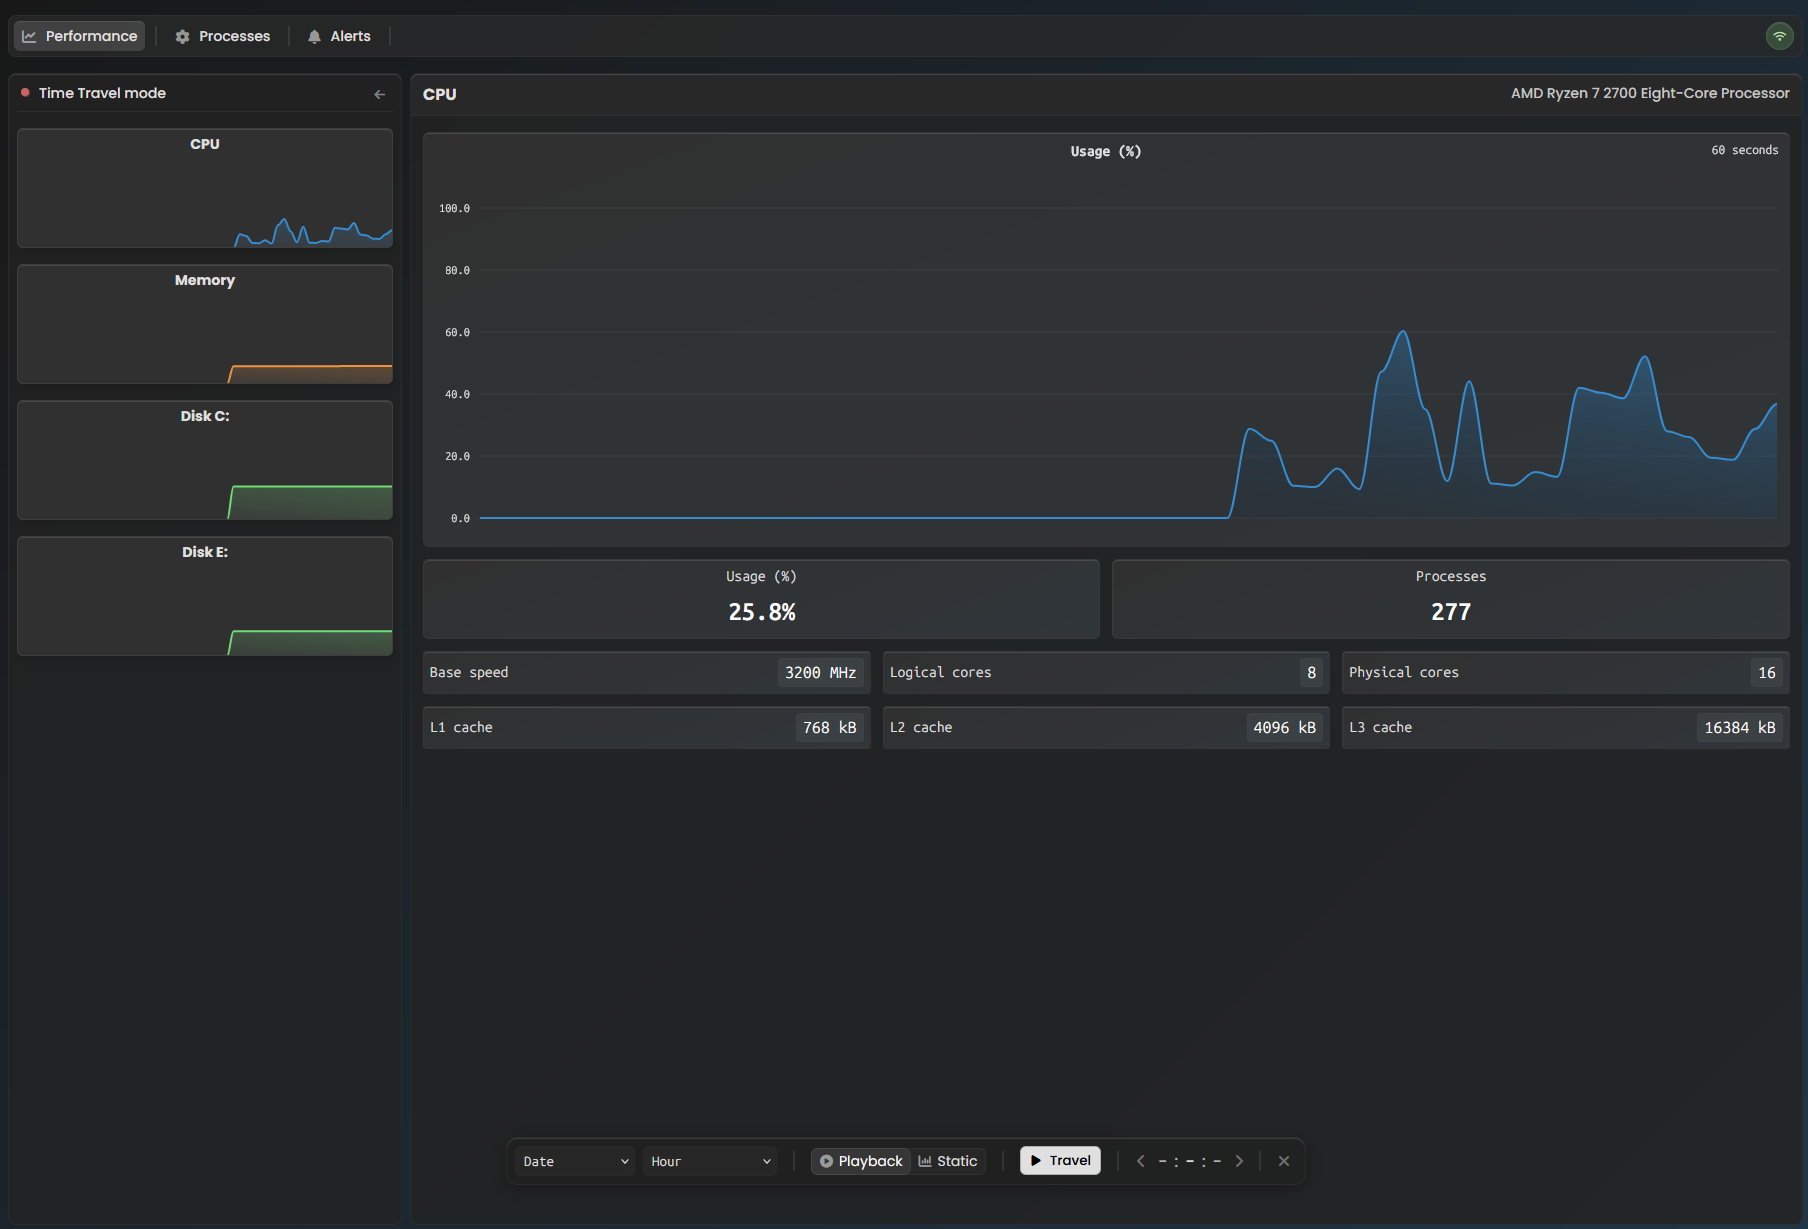 Performance
Processes
Alerts
Time Travel mode
CPU
Memory
Disk C:
Disk E:
CPU
AMD Ryzen 7 2700 Eight-Core Processor
Usage (%)
60 seconds
100.0
80.0
60.0
40.0
20.0
0.0
Usage (%)
25.8%
Processes
277
Base speed 3200 MHz
Logical cores 8
Physical cores 16
L1 cache 768 kB
L2 cache 4096 kB
L3 cache 16384 kB
Date
Hour
Playback
Static
Travel
- : - : -